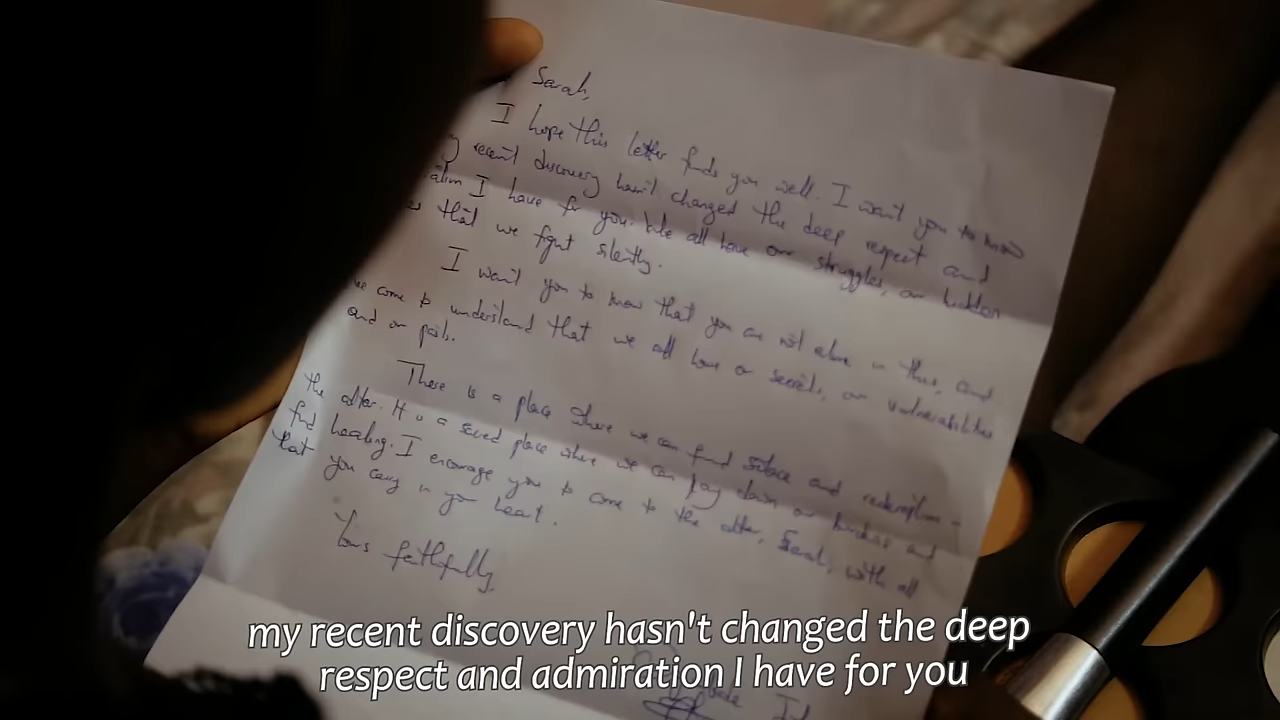 Sarah,
I hope this letter finds you well. I want you to know
recent discovery hasn't changed the deep respect and
I have for you. We all have our struggles, our hidden
that we fight silently.
I want you to know that you are not alone in this, and
we come to understand that we all have our secrets, our vulnerabilities
and our pasts.
There is a place where we can find solace and redemption -
the altar. It is a sacred place where we can lay down our burdens and
find healing. I encourage you to come to the altar, Sarah, with all
that you carry in your heart.
Yours faithfully,
my recent discovery hasn't changed the deep
respect and admiration I have for you